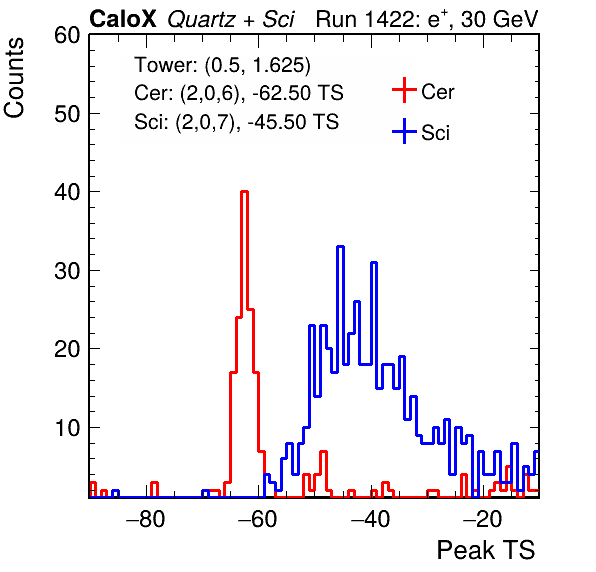 CaloX Quartz + Sci Run 1422: e⁺, 30 GeV
Counts
60
50
40
30
20
10
Tower: (0.5, 1.625)
Cer: (2,0,6), -62.50 TS
Sci: (2,0,7), -45.50 TS
Cer
Sci
−80 −60 −40 −20
Peak TS